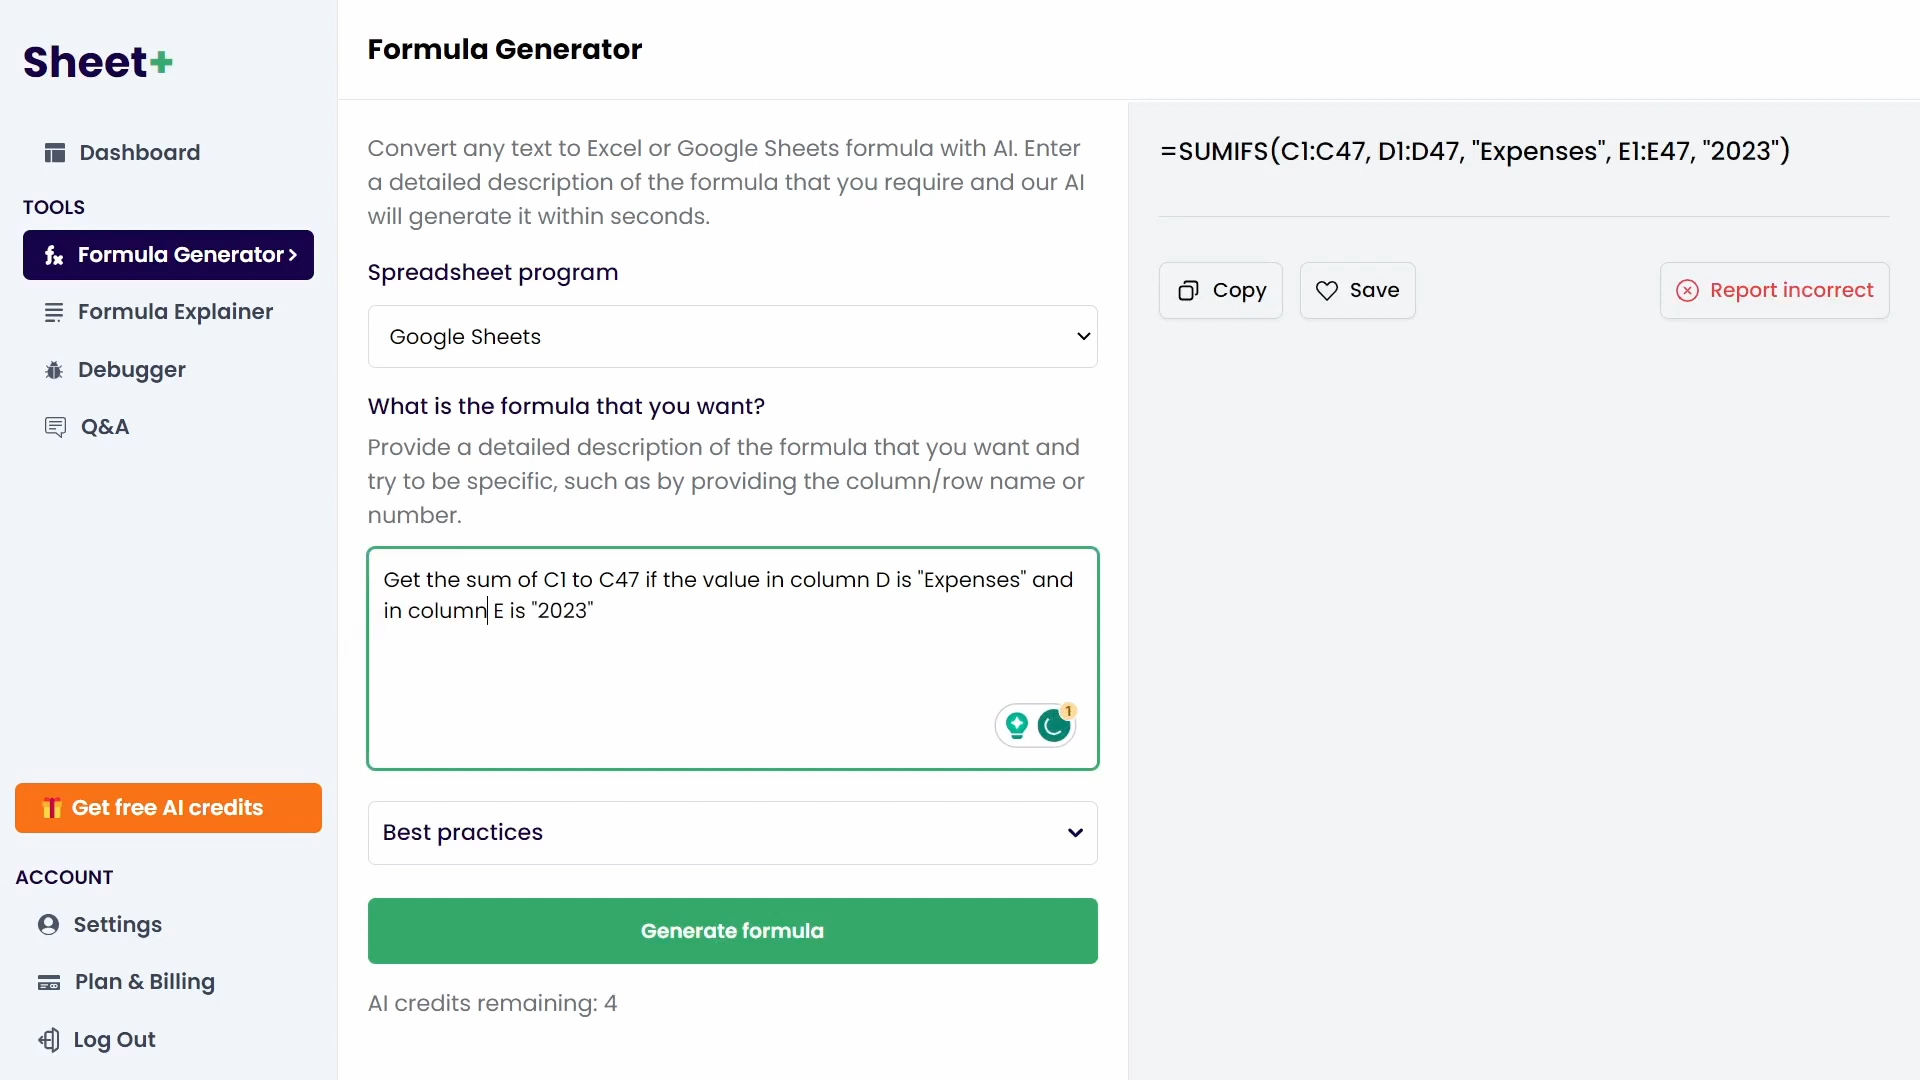 Sheet+
Dashboard
TOOLS
Formula Generator
Formula Explainer
Debugger
Q&A
Get free AI credits
ACCOUNT
Settings
Plan & Billing
Log Out
Formula Generator
Convert any text to Excel or Google Sheets formula with AI. Enter
a detailed description of the formula that you require and our AI
will generate it within seconds.
Spreadsheet program
Google Sheets
What is the formula that you want?
Provide a detailed description of the formula that you want and
try to be specific, such as by providing the column/row name or
number.
Get the sum of C1 to C47 if the value in column D is "Expenses" and
in column E is "2023"
1
Best practices
Generate formula
AI credits remaining: 4
=SUMIFS(C1:C47, D1:D47, "Expenses", E1:E47, "2023")
Copy
Save
Report incorrect